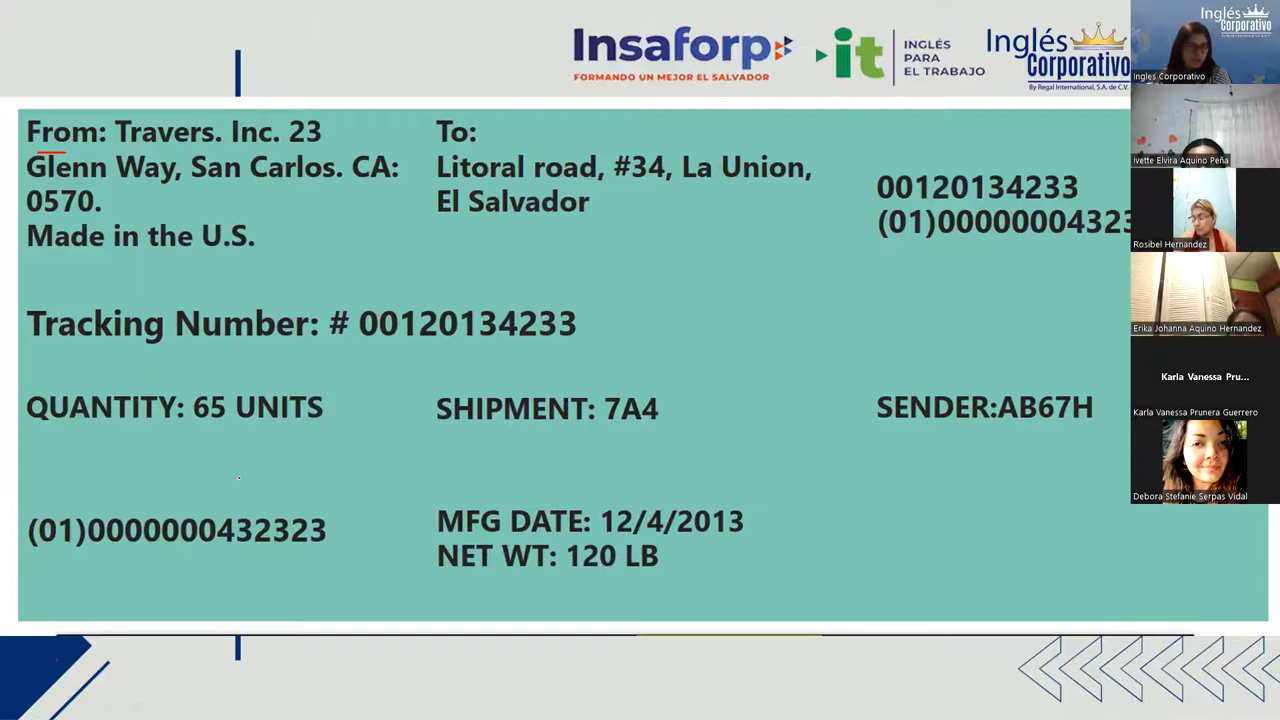 Insaforp
FORMANDO UN MEJOR EL SALVADOR
it
INGLÉS
PARA
EL TRABAJO
Inglés
Corporativo
By Regal International, S.A. de C.V.
From: Travers. Inc. 23
Glenn Way, San Carlos. CA:
0570.
Made in the U.S.
To:
Litoral road, #34, La Union,
El Salvador
00120134233
(01)00000004323
Tracking Number: # 00120134233
QUANTITY: 65 UNITS
SHIPMENT: 7A4
SENDER:AB67H
(01)0000000432323
MFG DATE: 12/4/2013
NET WT: 120 LB
Inglés
Corporativo
Ingles Corporativo
Ivette Elvira Aquino Peña
Rosibel Hernandez
Erika Johanna Aquino Hernandez
Karla Vanessa Pru...
Karla Vanessa Prunera Guerrero
Debora Stefanie Serpas Vidal